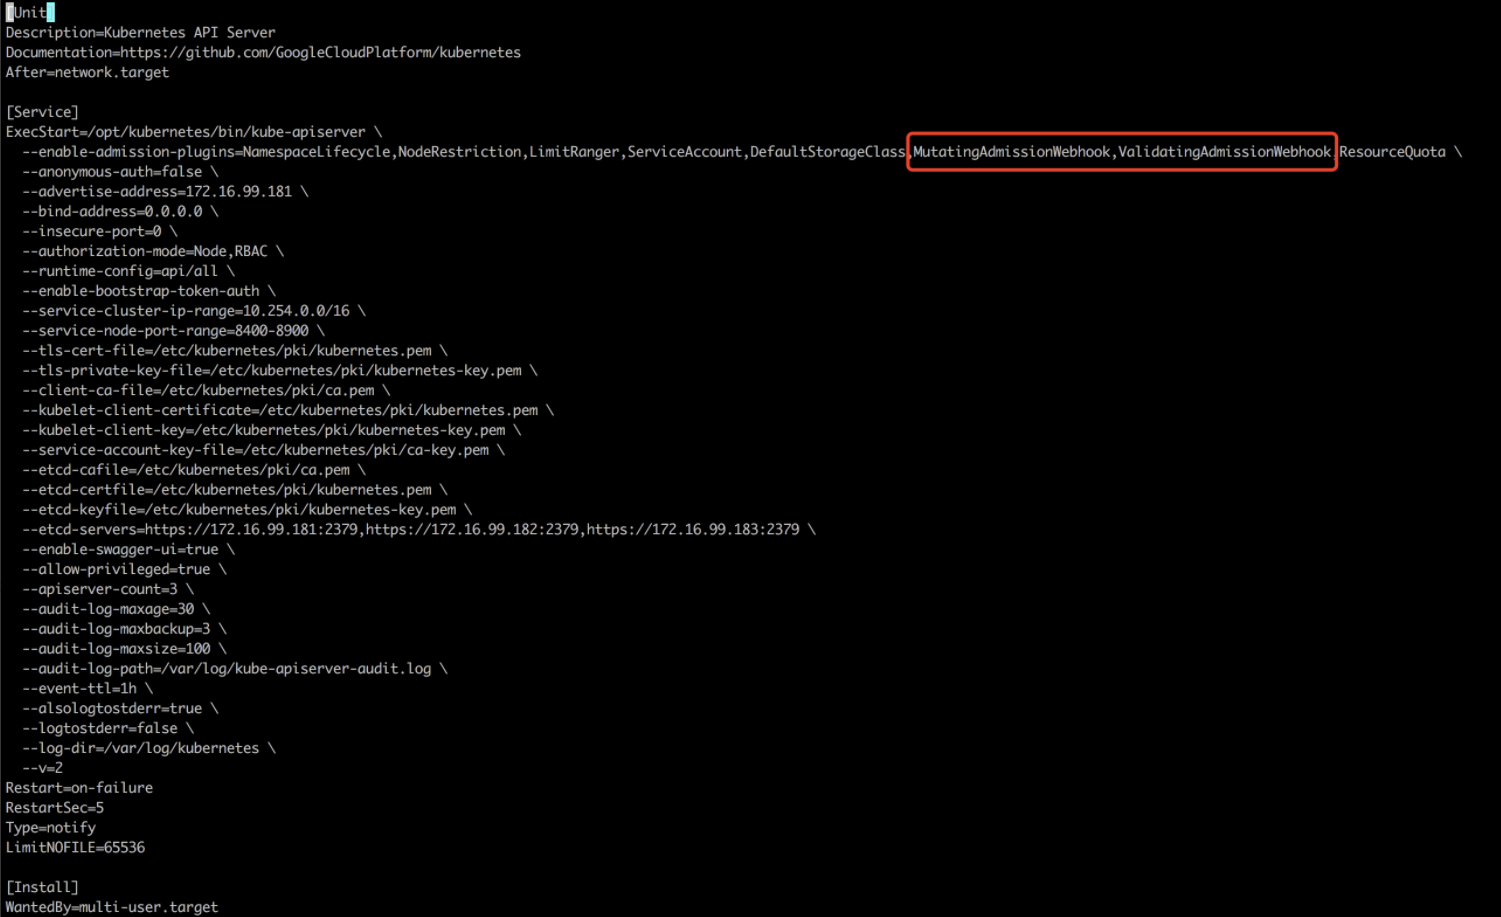 [Unit]
Description=Kubernetes API Server
Documentation=https://github.com/GoogleCloudPlatform/kubernetes
After=network.target

[Service]
ExecStart=/opt/kubernetes/bin/kube-apiserver \
  --enable-admission-plugins=NamespaceLifecycle,NodeRestriction,LimitRanger,ServiceAccount,DefaultStorageClass,MutatingAdmissionWebhook,ValidatingAdmissionWebhook,ResourceQuota \
  --anonymous-auth=false \
  --advertise-address=172.16.99.181 \
  --bind-address=0.0.0.0 \
  --insecure-port=0 \
  --authorization-mode=Node,RBAC \
  --runtime-config=api/all \
  --enable-bootstrap-token-auth \
  --service-cluster-ip-range=10.254.0.0/16 \
  --service-node-port-range=8400-8900 \
  --tls-cert-file=/etc/kubernetes/pki/kubernetes.pem \
  --tls-private-key-file=/etc/kubernetes/pki/kubernetes-key.pem \
  --client-ca-file=/etc/kubernetes/pki/ca.pem \
  --kubelet-client-certificate=/etc/kubernetes/pki/kubernetes.pem \
  --kubelet-client-key=/etc/kubernetes/pki/kubernetes-key.pem \
  --service-account-key-file=/etc/kubernetes/pki/ca-key.pem \
  --etcd-cafile=/etc/kubernetes/pki/ca.pem \
  --etcd-certfile=/etc/kubernetes/pki/kubernetes.pem \
  --etcd-keyfile=/etc/kubernetes/pki/kubernetes-key.pem \
  --etcd-servers=https://172.16.99.181:2379,https://172.16.99.182:2379,https://172.16.99.183:2379 \
  --enable-swagger-ui=true \
  --allow-privileged=true \
  --apiserver-count=3 \
  --audit-log-maxage=30 \
  --audit-log-maxbackup=3 \
  --audit-log-maxsize=100 \
  --audit-log-path=/var/log/kube-apiserver-audit.log \
  --event-ttl=1h \
  --alsologtostderr=true \
  --logtostderr=false \
  --log-dir=/var/log/kubernetes \
  --v=2
Restart=on-failure
RestartSec=5
Type=notify
LimitNOFILE=65536

[Install]
WantedBy=multi-user.target